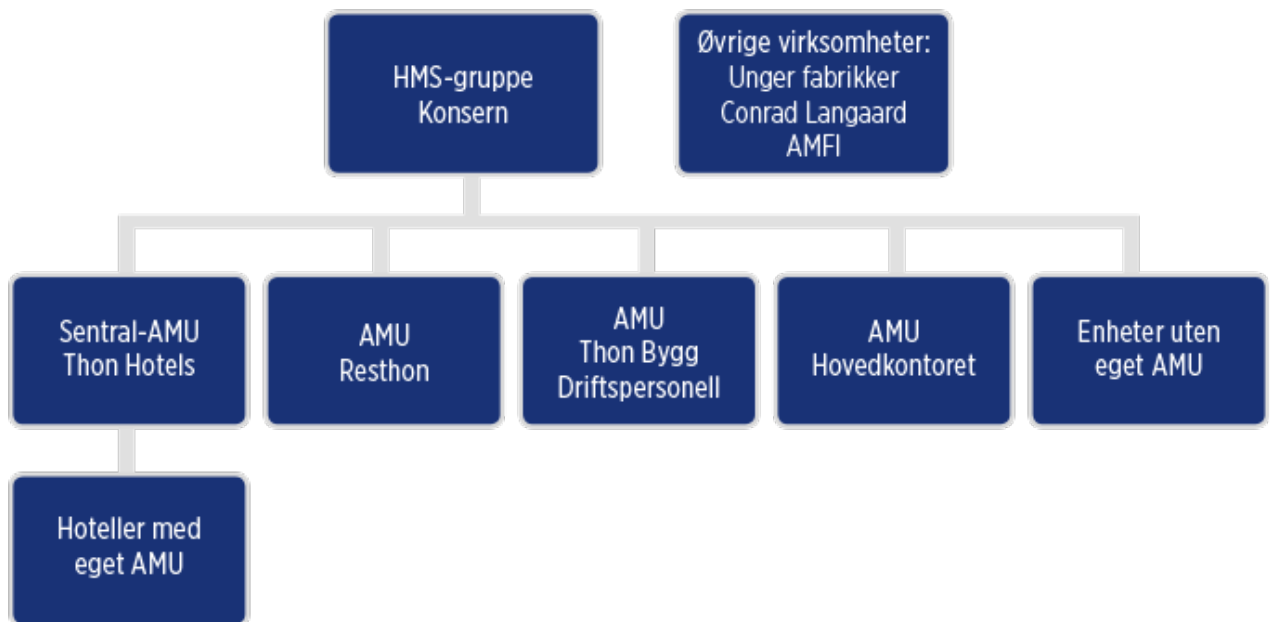 HMS-gruppe
Konsern
Øvrige virksomheter:
Unger fabrikker
Conrad Langaard
AMFI
Sentral-AMU
Thon Hotels
AMU
Resthon
AMU
Thon Bygg
Driftspersonell
AMU
Hovedkontoret
Enheter uten
eget AMU
Hoteller med
eget AMU